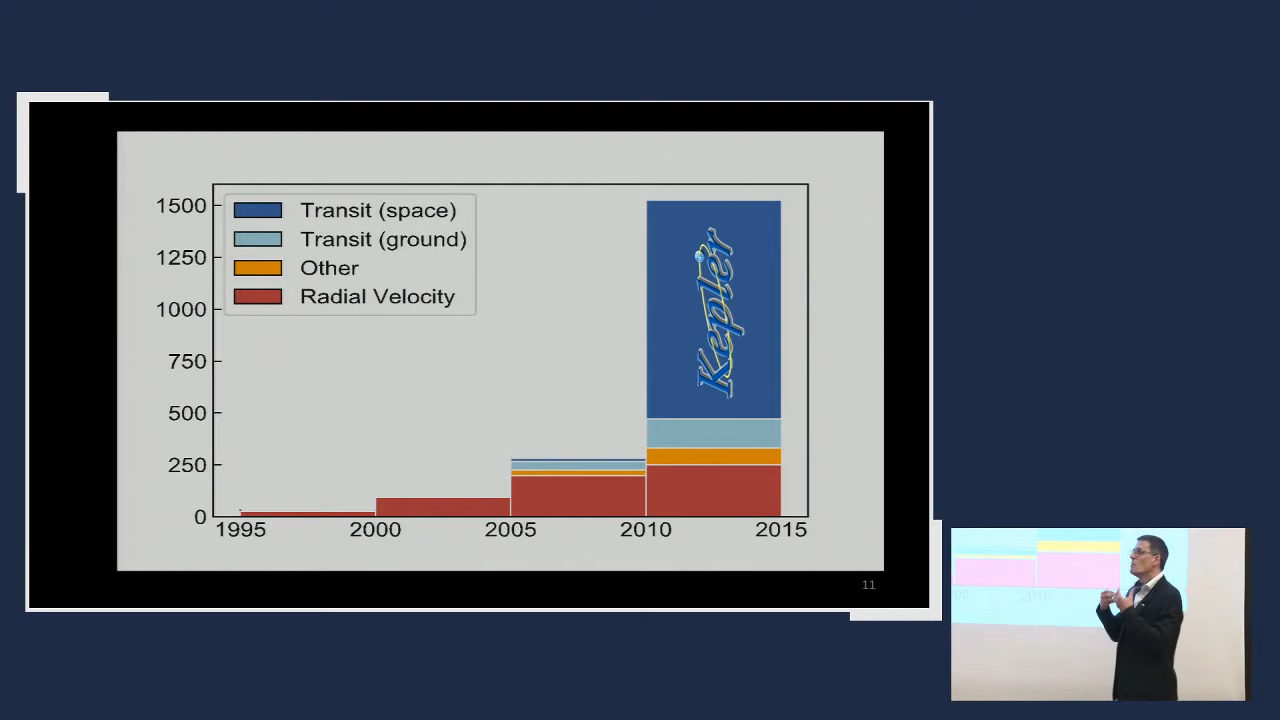 1500
1250
1000
750
500
250
0
Transit (space)
Transit (ground)
Other
Radial Velocity
Kepler
1995 2000 2005 2010 2015
11